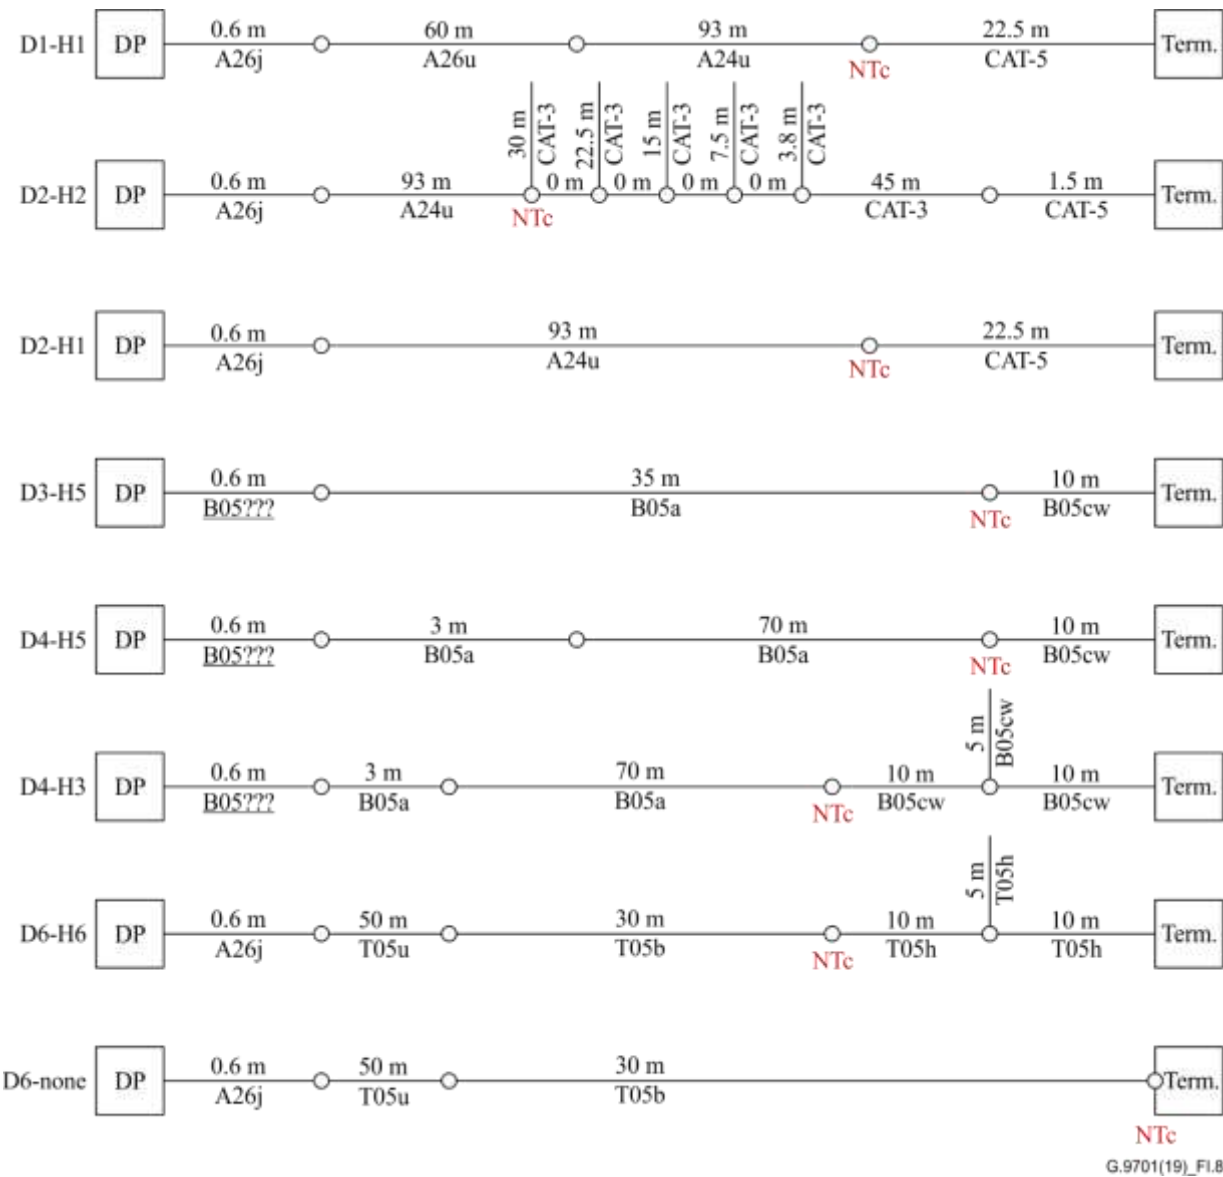 D1-H1 DP 0.6 m A26j 60 m A26u 93 m A24u NTc 22.5 m CAT-5 Term.
30 m CAT-3 22.5 m CAT-3 15 m CAT-3 7.5 m CAT-3 3.8 m CAT-3
D2-H2 DP 0.6 m A26j 93 m A24u NTc 0 m 0 m 0 m 0 m 45 m CAT-3 1.5 m CAT-5 Term.
D2-H1 DP 0.6 m A26j 93 m A24u NTc 22.5 m CAT-5 Term.
D3-H5 DP 0.6 m B05??? 35 m B05a NTc 10 m B05cw Term.
D4-H5 DP 0.6 m B05??? 3 m B05a 70 m B05a NTc 10 m B05cw Term.
5 m B05cw
D4-H3 DP 0.6 m B05??? 3 m B05a 70 m B05a NTc 10 m B05cw 10 m B05cw Term.
5 m T05h
D6-H6 DP 0.6 m A26j 50 m T05u 30 m T05b NTc 10 m T05h 10 m T05h Term.
D6-none DP 0.6 m A26j 50 m T05u 30 m T05b Term.
NTc
G.9701(19)_FI.8